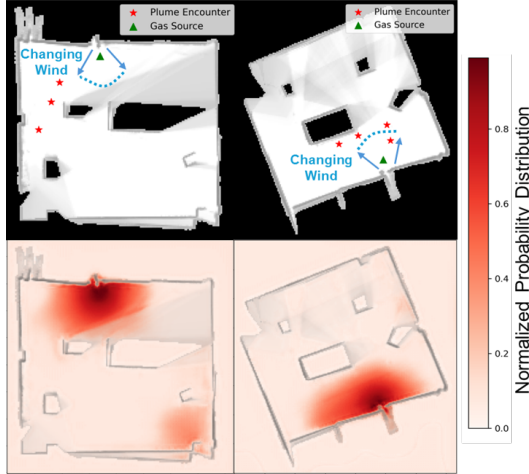 Plume Encounter
Gas Source
Changing
Wind
Plume Encounter
Gas Source
Changing
Wind
0.8
0.6
0.4
0.2
0.0
Normalized Probability Distribution